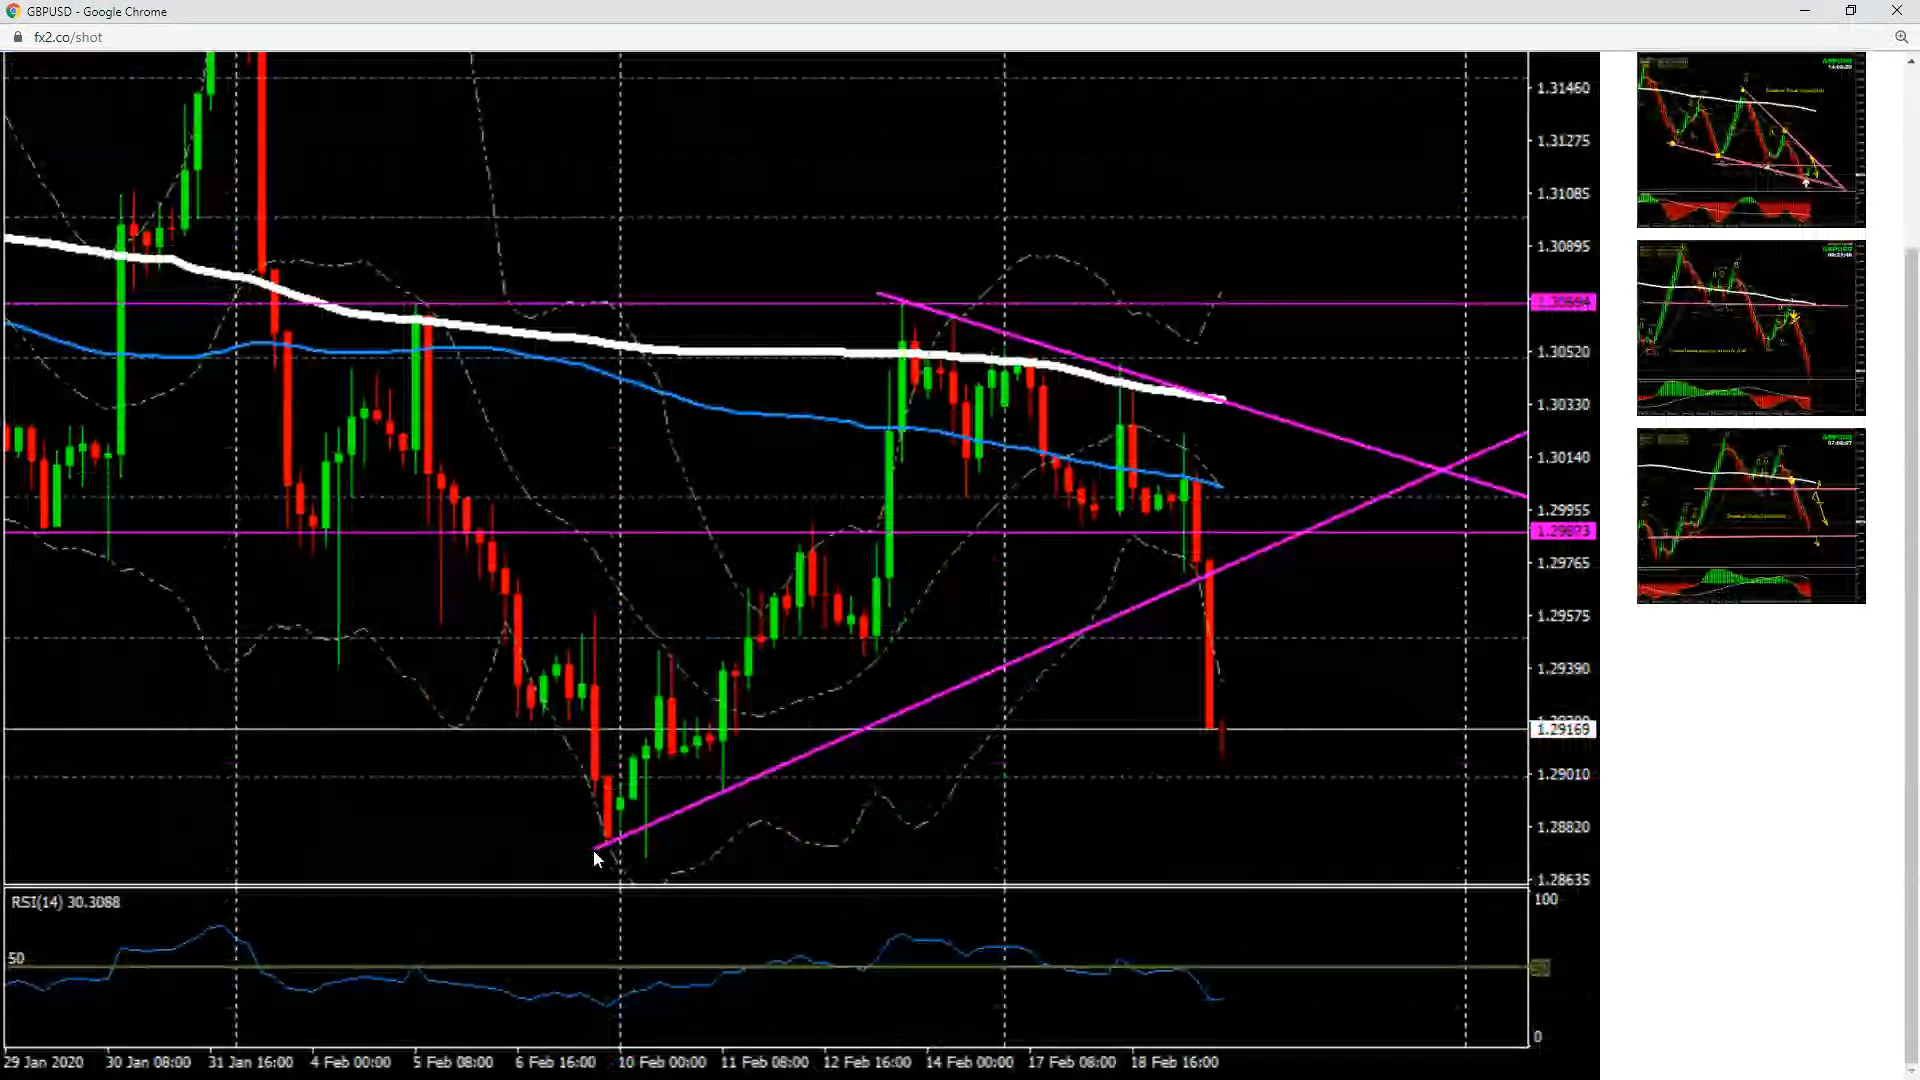 GBPUSD - Google Chrome
fx2.co/shot
1.31460
1.31275
1.31085
1.30895
1.30694
1.30520
1.30330
1.30140
1.29955
1.29873
1.29765
1.29575
1.29390
1.29169
1.29010
1.28820
1.28635
RSI(14) 30.3088
100
50
50
0
29 Jan 2020
30 Jan 08:00
31 Jan 16:00
4 Feb 00:00
5 Feb 08:00
6 Feb 16:00
10 Feb 00:00
11 Feb 08:00
12 Feb 16:00
14 Feb 00:00
17 Feb 08:00
18 Feb 16:00